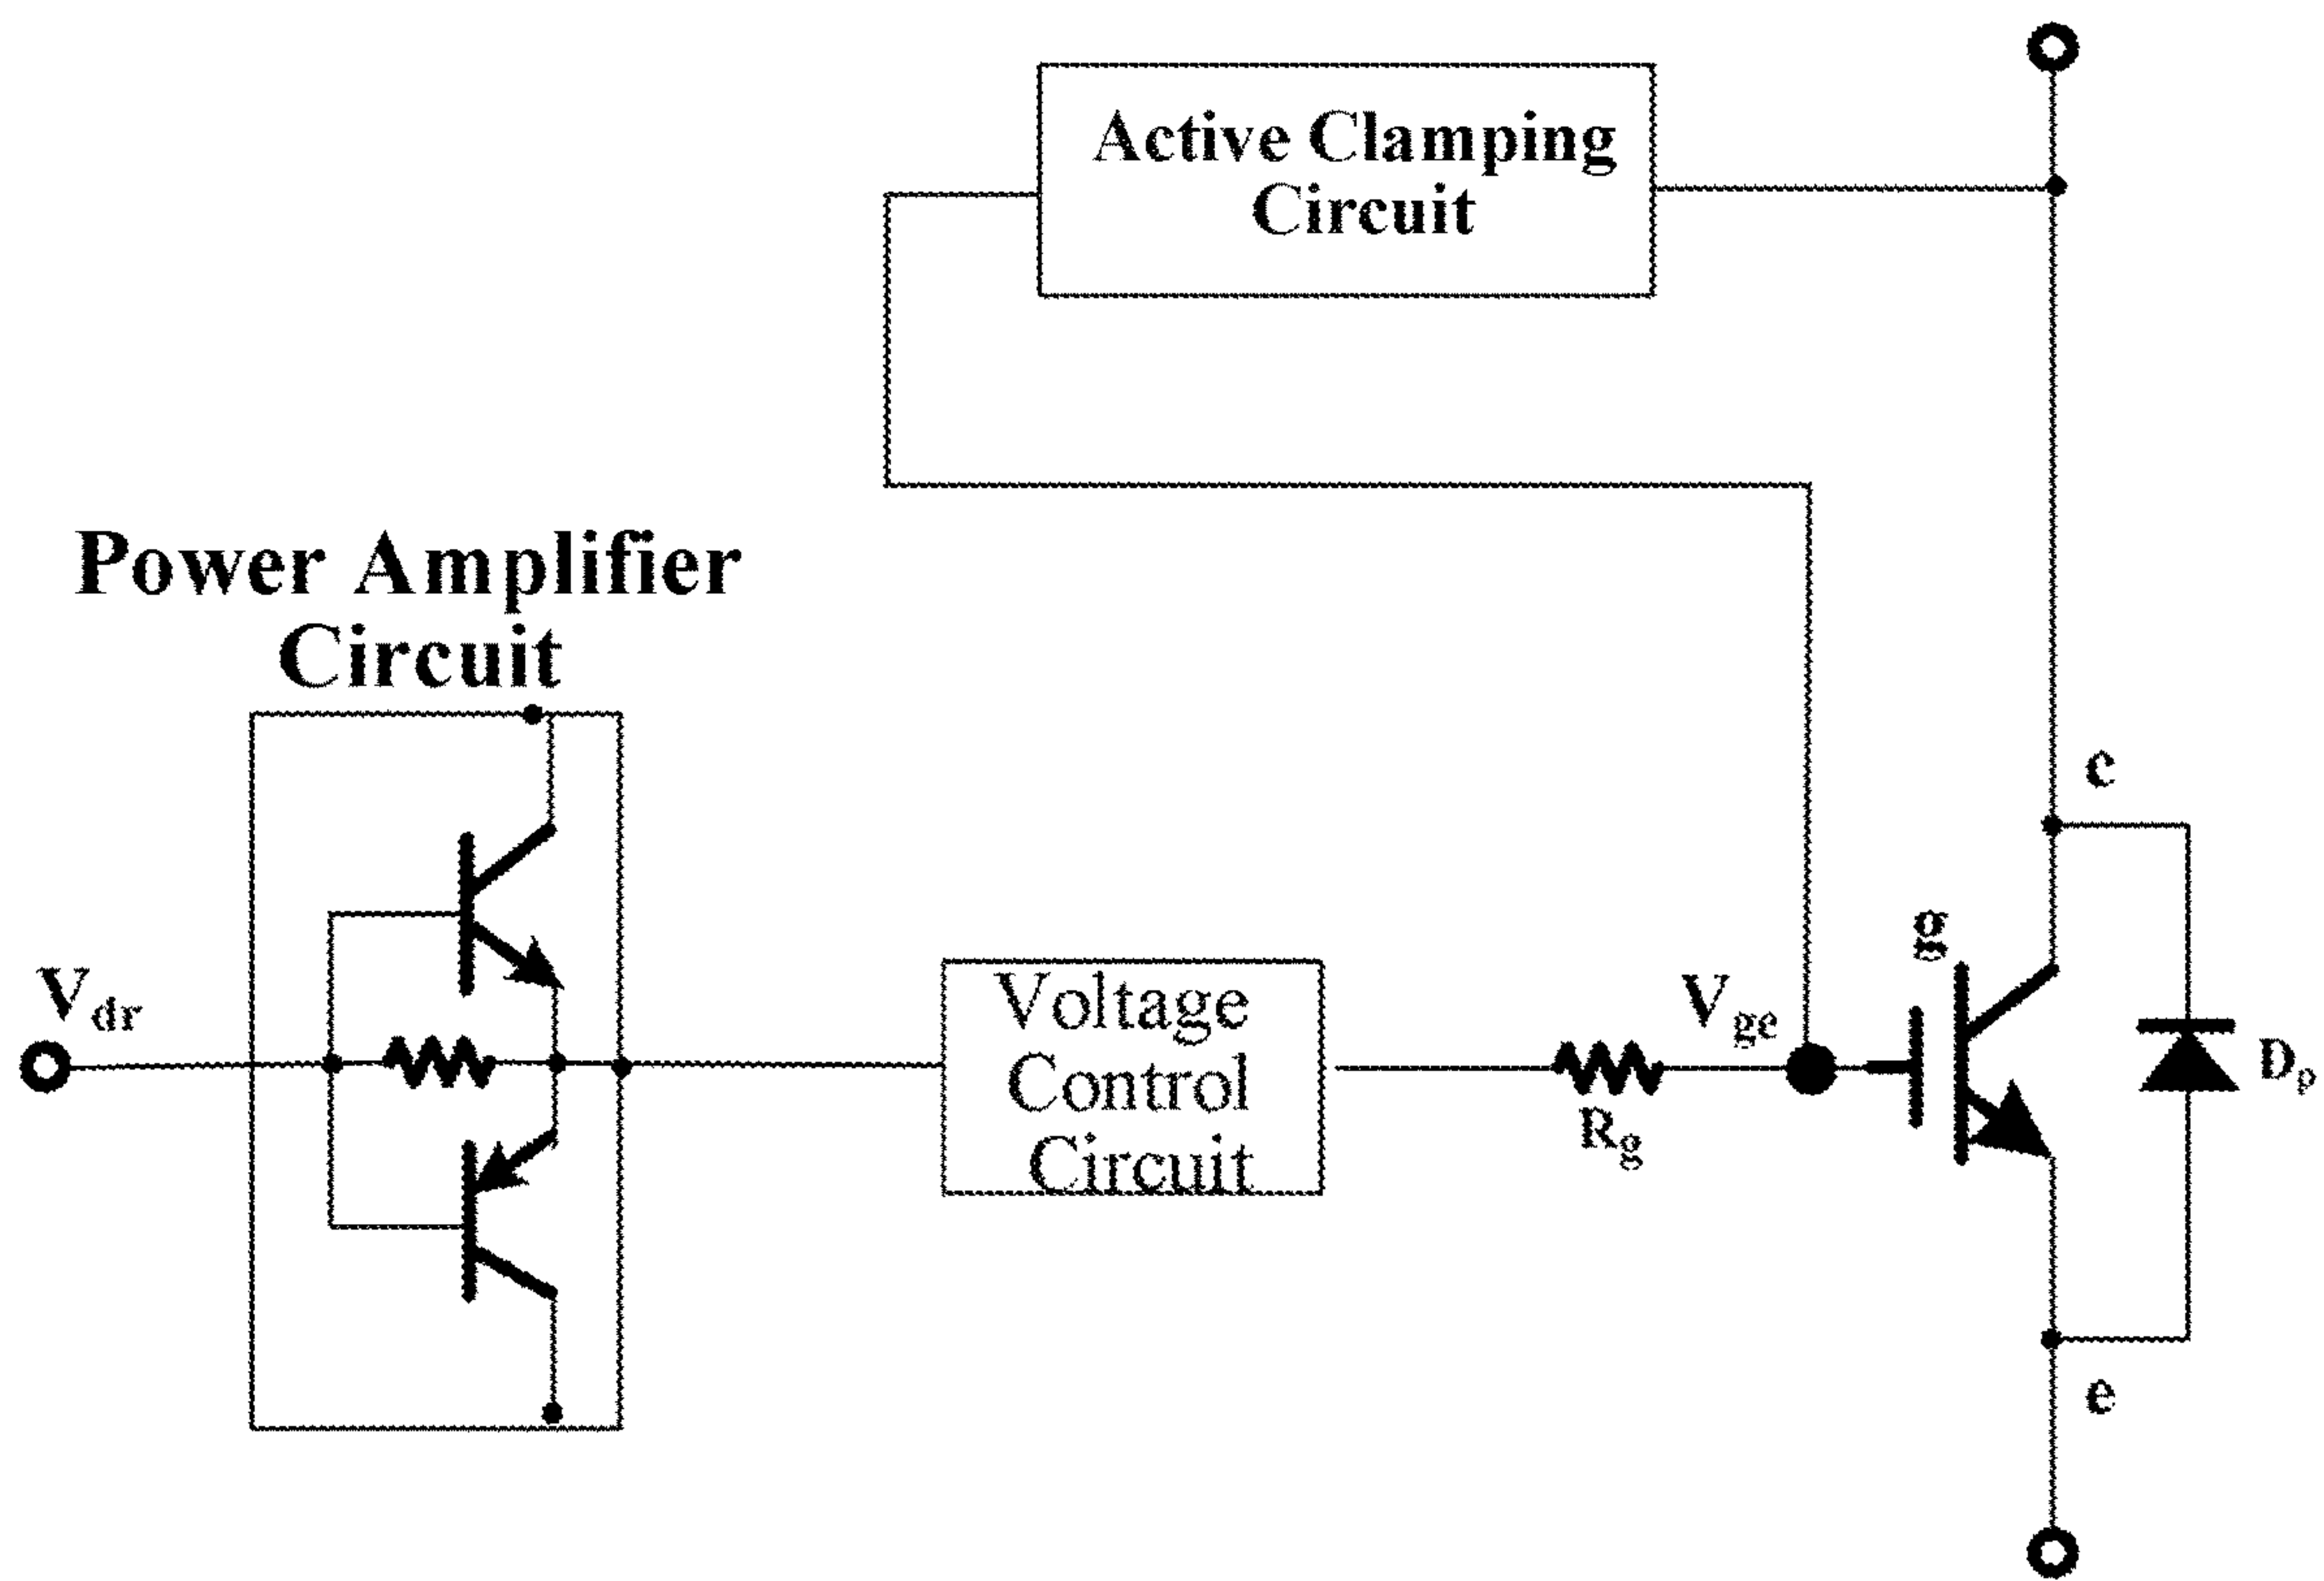 Active Clamping
Circuit
Power Amplifier
Circuit
c
g
Vdr
Voltage
Control
Circuit
Vge
Rg
Dp
e